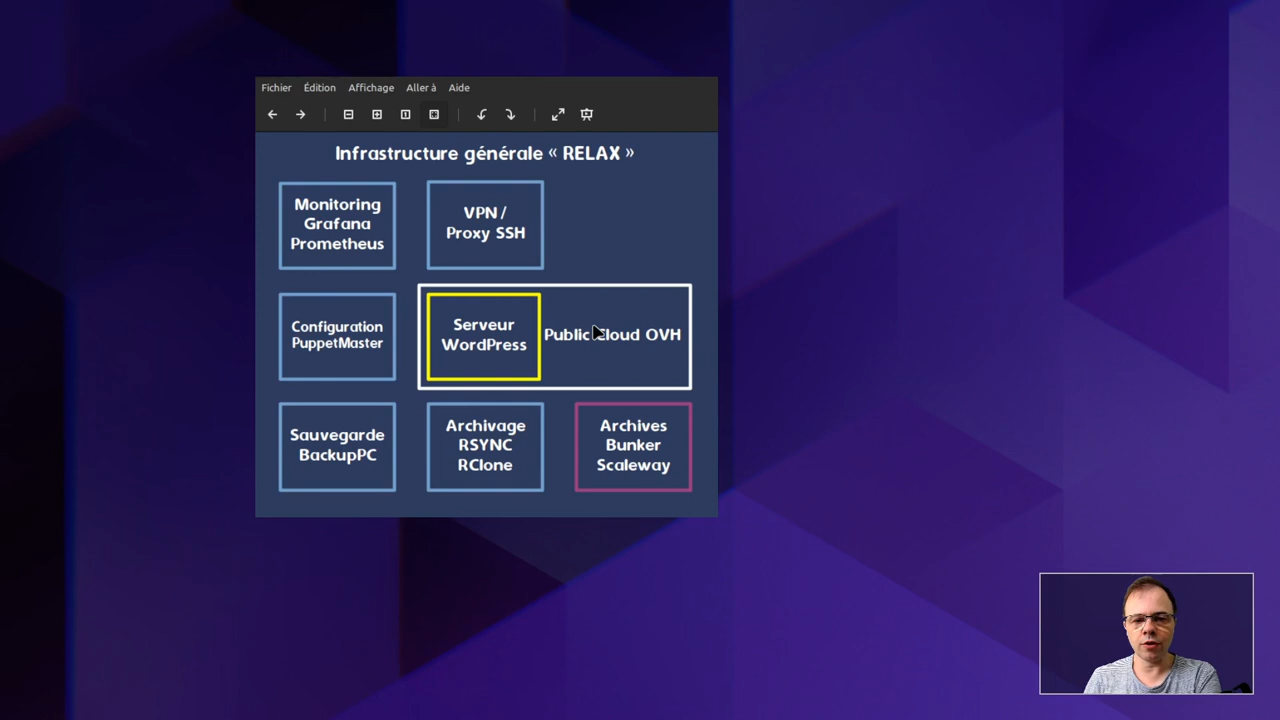 Fichier Édition Affichage Aller à Aide
Infrastructure générale « RELAX »
Monitoring
Grafana
Prometheus
VPN /
Proxy SSH
Configuration
PuppetMaster
Serveur
WordPress
Public Cloud OVH
Sauvegarde
BackupPC
Archivage
RSYNC
RClone
Archives
Bunker
Scaleway